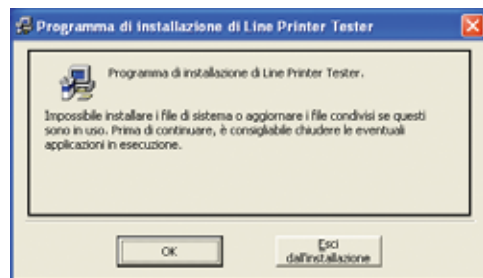 Programma di installazione di Line Printer Tester
Programma di installazione di Line Printer Tester.
Impossibile installare i file di sistema o aggiornare i file condivisi se questi
sono in uso. Prima di continuare, è consigliabile chiudere le eventuali
applicazioni in esecuzione.
OK
Esci
dall'installazione